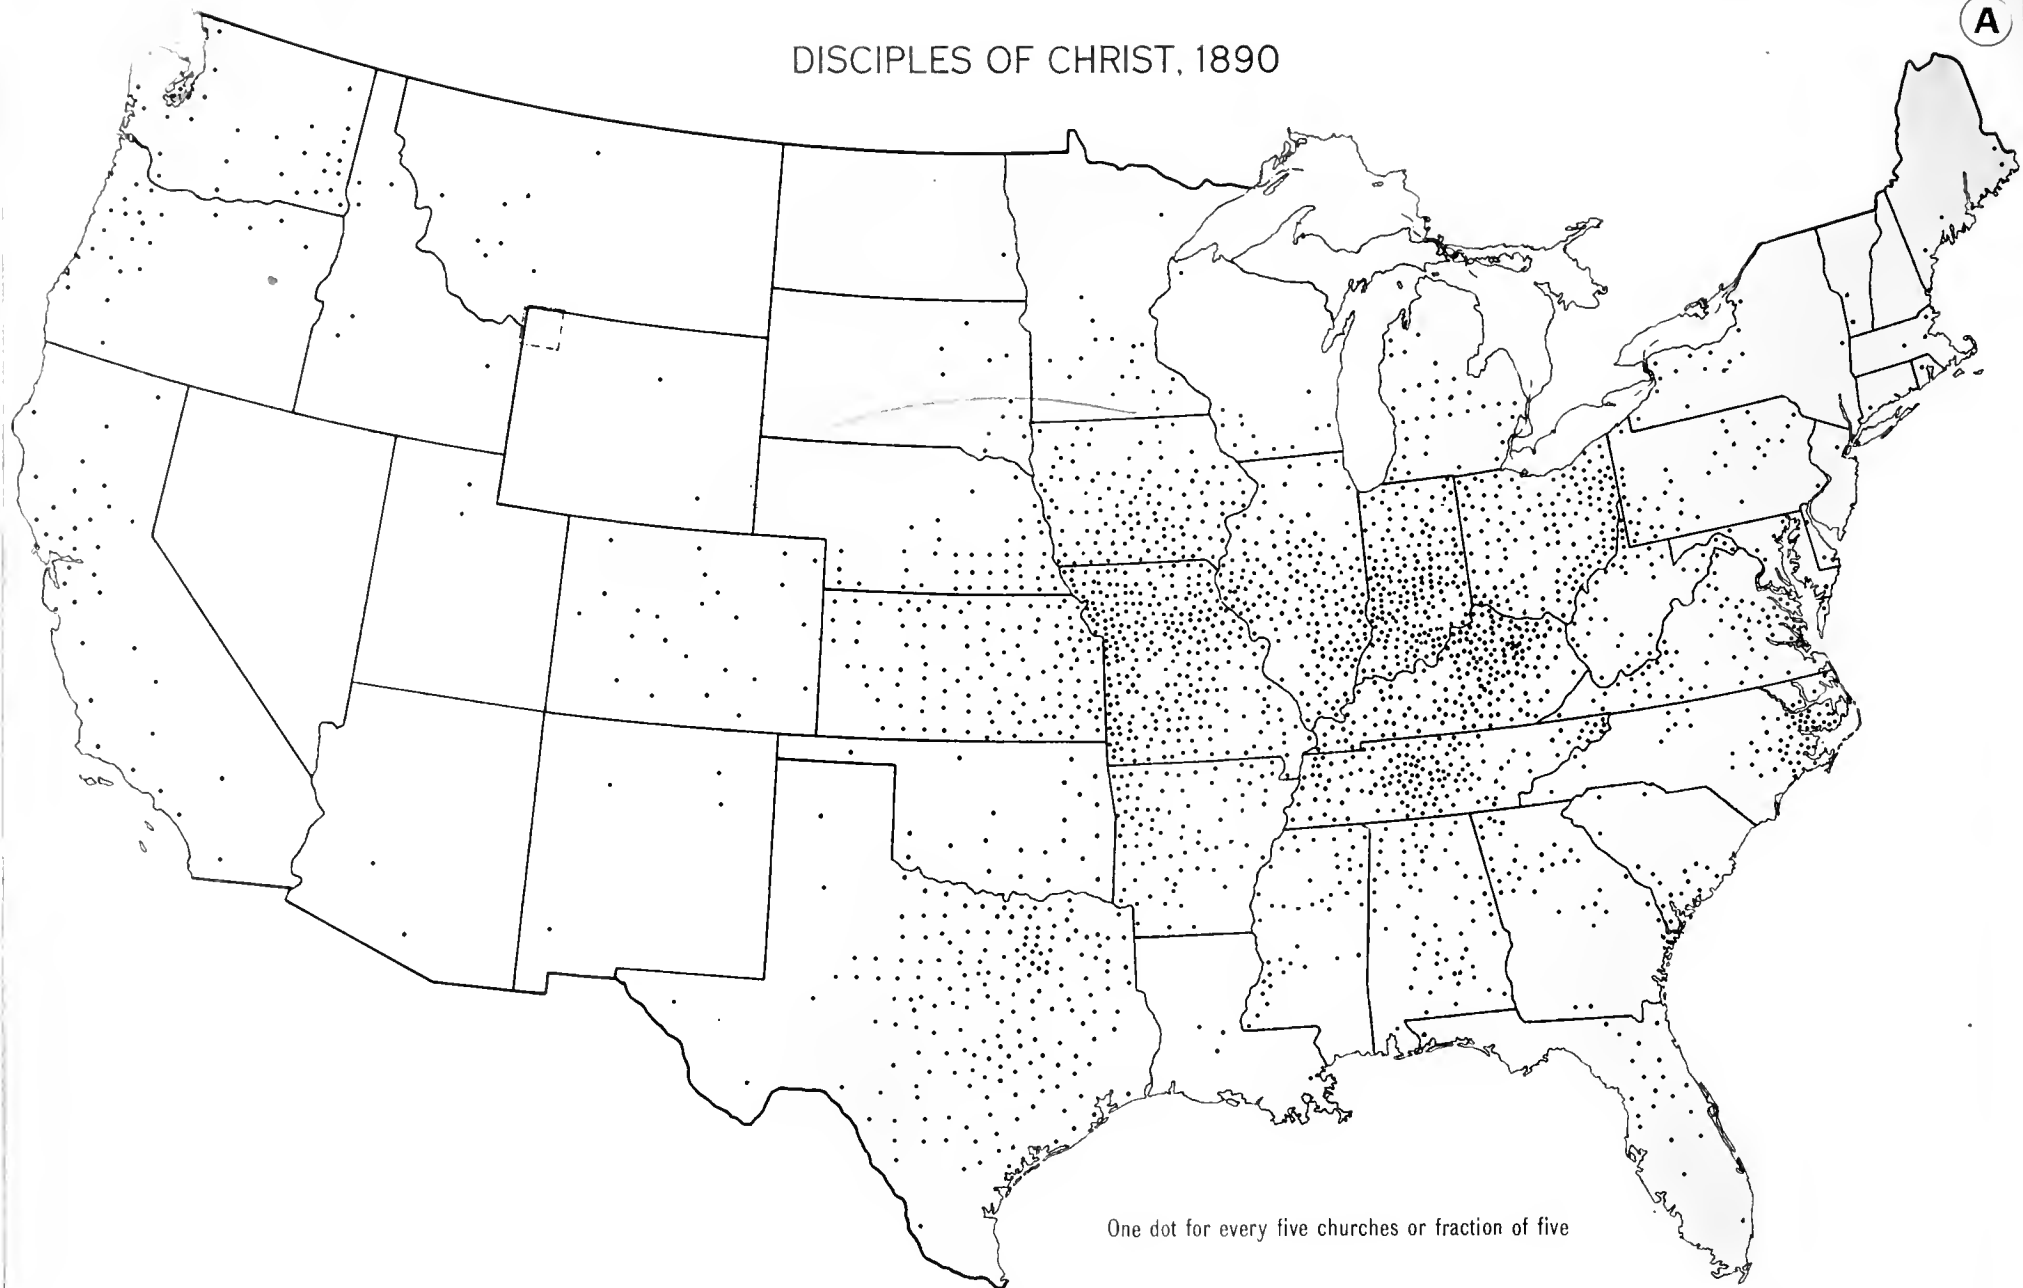 A
DISCIPLES OF CHRIST, 1890
One dot for every five churches or fraction of five